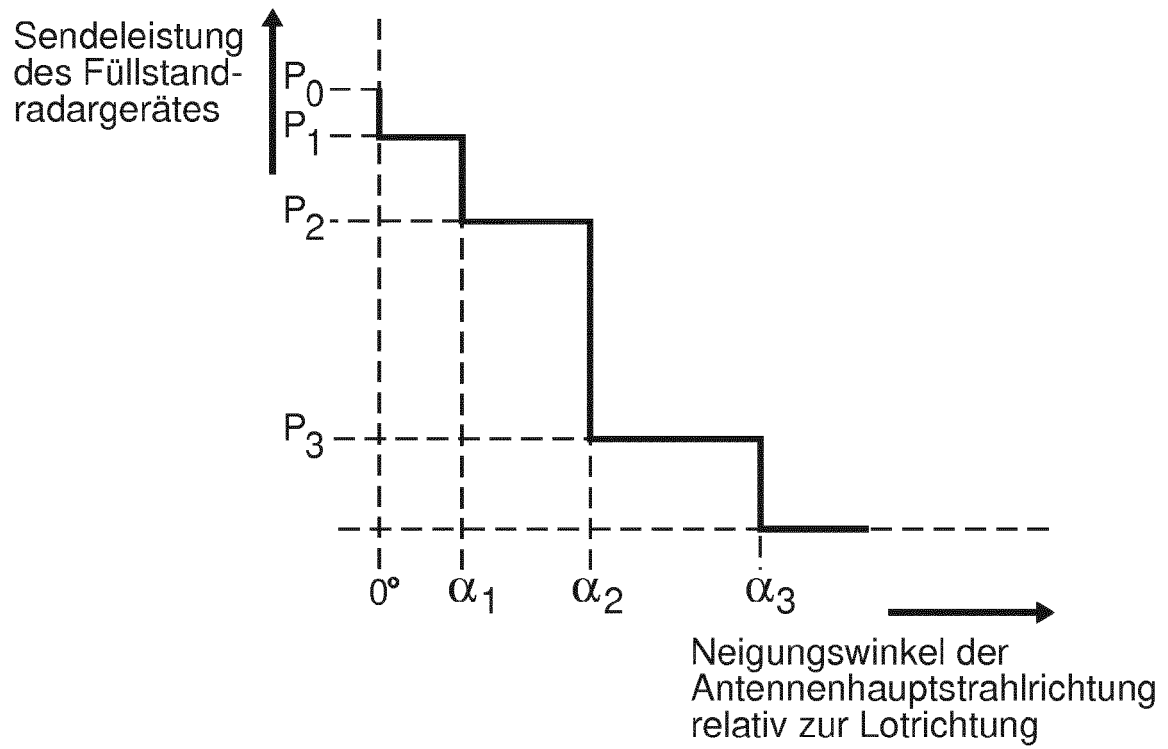 Sendeleistung
des Füllstand-
radargerätes
P0
P1
P2
P3
0° α1 α2 α3
Neigungswinkel der
Antennenhauptstrahlrichtung
relativ zur Lotrichtung